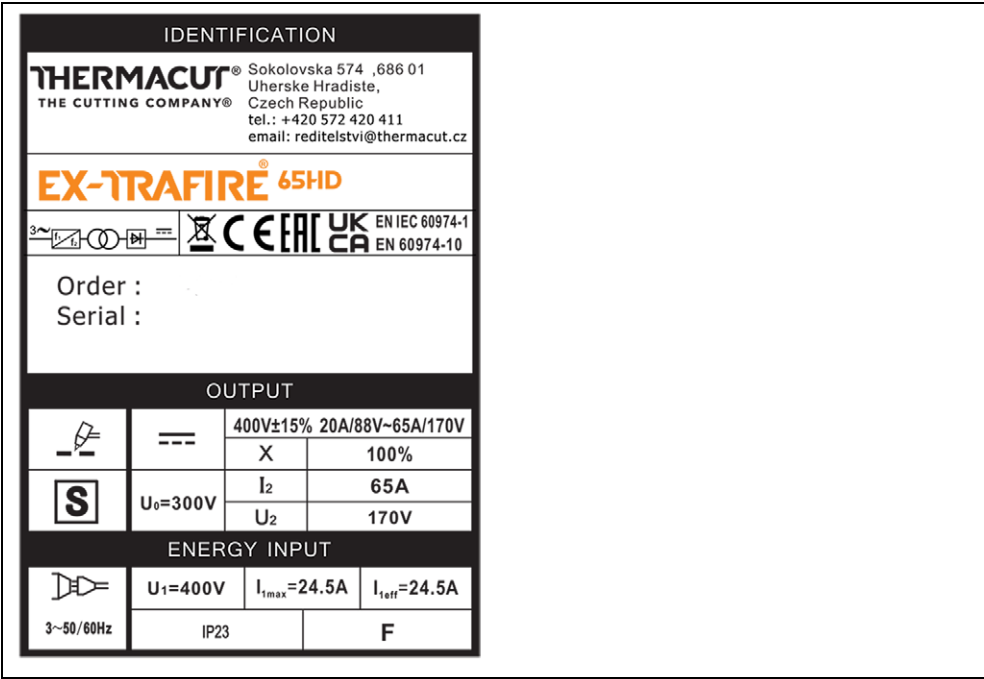 IDENTIFICATION
THERMACUT®
THE CUTTING COMPANY®
Sokolovska 574 ,686 01
Uherske Hradiste,
Czech Republic
tel.: +420 572 420 411
email: reditelstvi@thermacut.cz
EX-TRAFIRE® 65HD
3~ f₁ f₂
CE EAC UKCA
EN IEC 60974-1
EN 60974-10
Order :
Serial :
OUTPUT
400V±15% 20A/88V~65A/170V
X 100%
S
U₀=300V
I₂ 65A
U₂ 170V
ENERGY INPUT
U₁=400V I₁max=24.5A I₁eff=24.5A
3~50/60Hz IP23 F